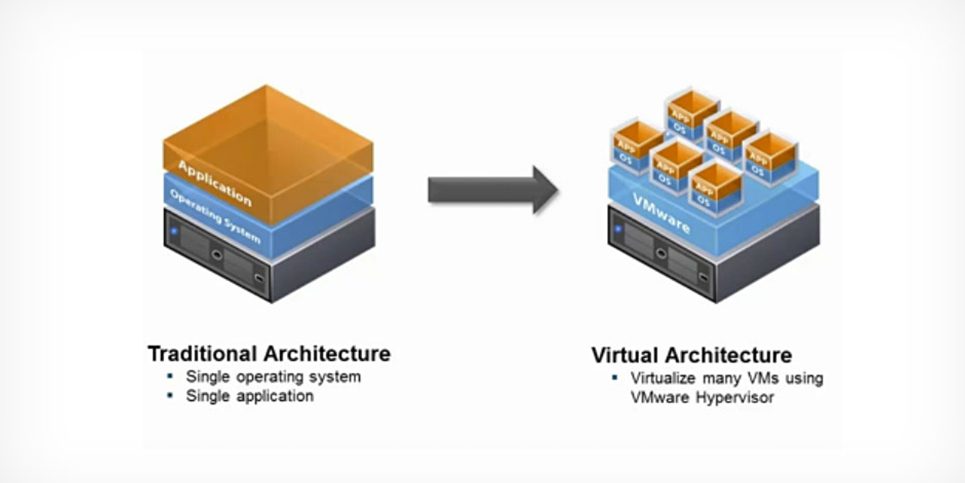 Application
Operating System
APP
OS
APP
OS
APP
OS
APP
OS
APP
OS
APP
OS
VMware
Traditional Architecture
▪ Single operating system
▪ Single application
Virtual Architecture
▪ Virtualize many VMs using
VMware Hypervisor